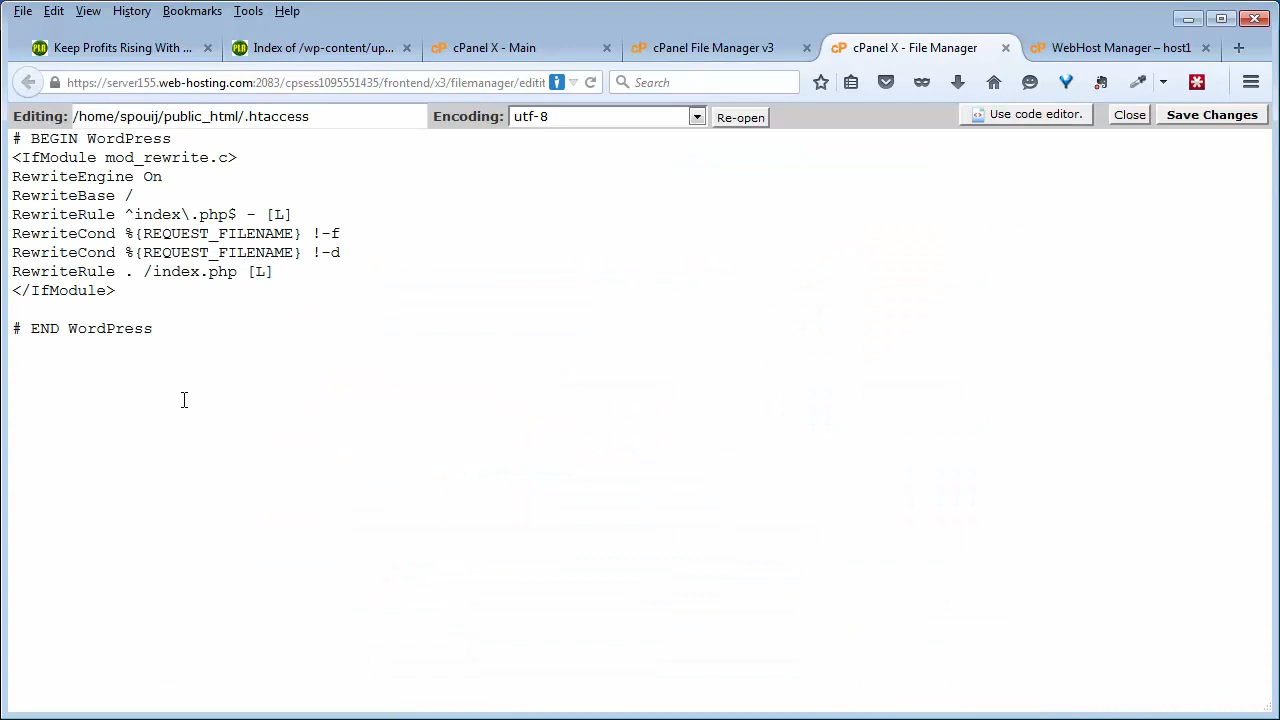 File Edit View History Bookmarks Tools Help
Keep Profits Rising With ... Index of /wp-content/up... cPanel X - Main cPanel File Manager v3 cPanel X - File Manager WebHost Manager – host1
https://server155.web-hosting.com:2083/cpsess1095551435/frontend/x3/filemanager/editit Search
Editing: /home/spouij/public_html/.htaccess Encoding: utf-8 Re-open Use code editor. Close Save Changes
# BEGIN WordPress
<IfModule mod_rewrite.c>
RewriteEngine On
RewriteBase /
RewriteRule ^index\.php$ - [L]
RewriteCond %{REQUEST_FILENAME} !-f
RewriteCond %{REQUEST_FILENAME} !-d
RewriteRule . /index.php [L]
</IfModule>
# END WordPress